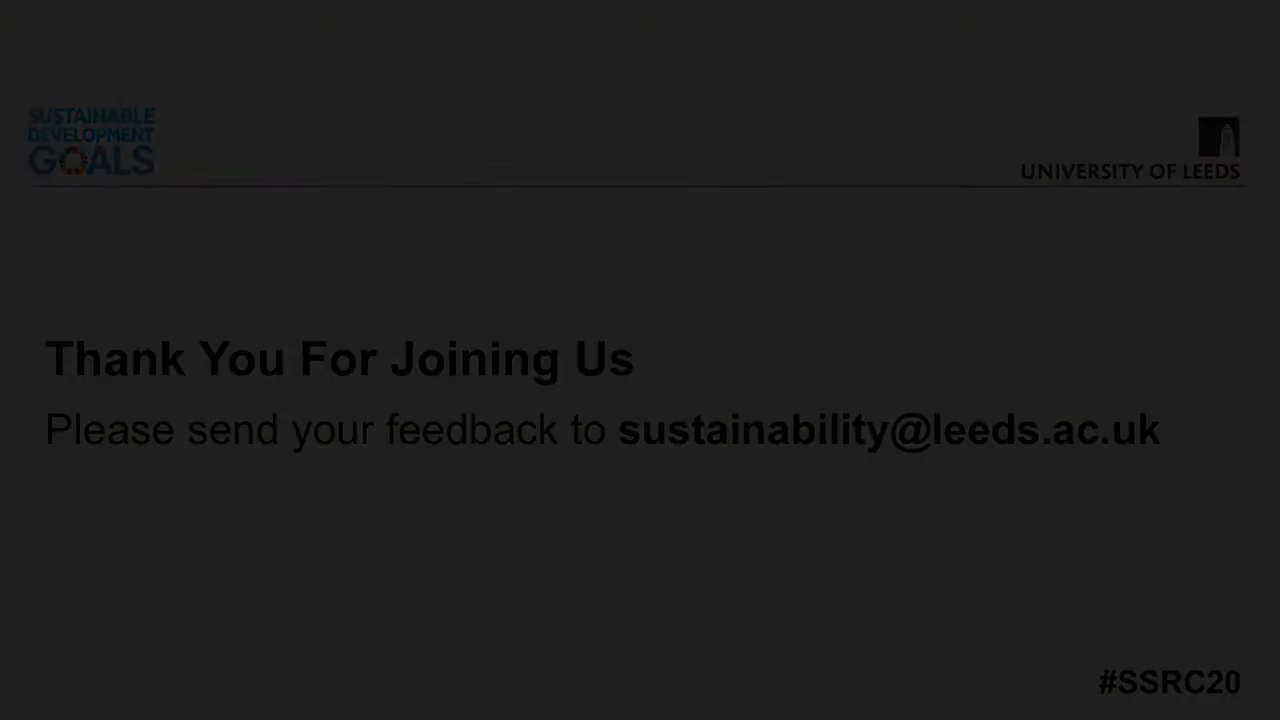 SUSTAINABLE
DEVELOPMENT
GOALS
UNIVERSITY OF LEEDS
Thank You For Joining Us
Please send your feedback to sustainability@leeds.ac.uk
#SSRC20